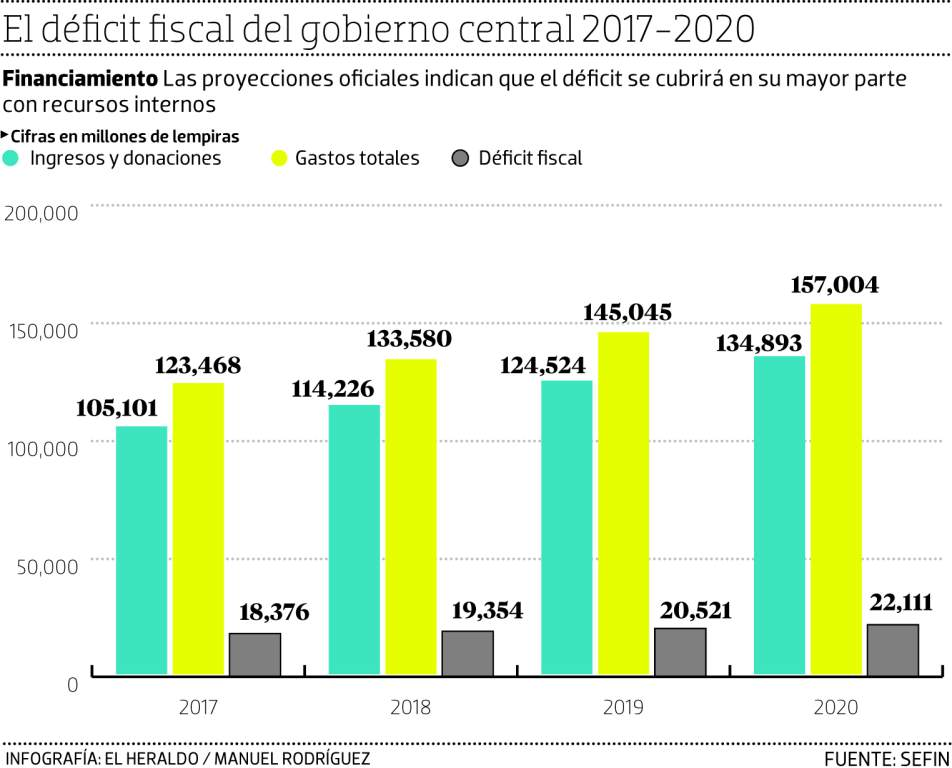 El déficit fiscal del gobierno central 2017-2020
Financiamiento Las proyecciones oficiales indican que el déficit se cubrirá en su mayor parte
con recursos internos
Cifras en millones de lempiras
Ingresos y donaciones Gastos totales Déficit fiscal
200,000
150,000
100,000
50,000
0
105,101
123,468
18,376
114,226
133,580
19,354
124,524
145,045
20,521
134,893
157,004
22,111
2017 2018 2019 2020
INFOGRAFÍA: EL HERALDO / MANUEL RODRÍGUEZ
FUENTE: SEFIN